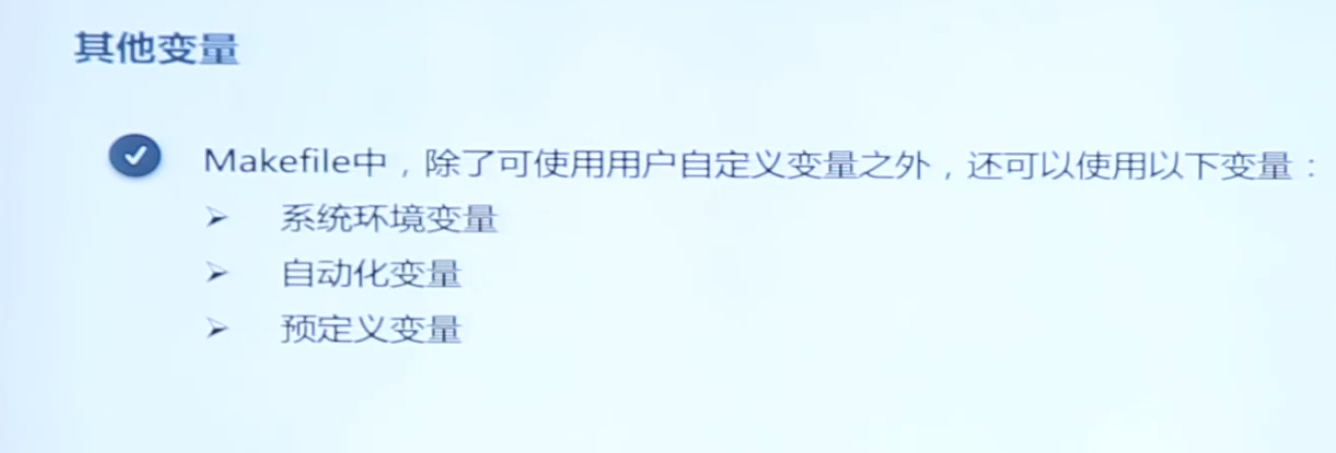 其他变量
Makefile中，除了可使用用户自定义变量之外，还可以使用以下变量：
系统环境变量
自动化变量
预定义变量